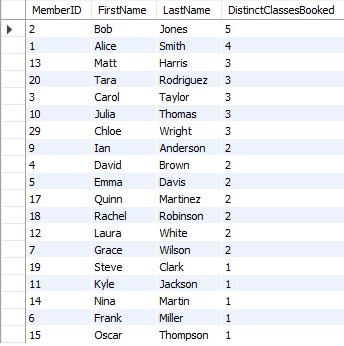 MemberID FirstName LastName DistinctClassesBooked
2 Bob Jones 5
1 Alice Smith 4
13 Matt Harris 3
20 Tara Rodriguez 3
3 Carol Taylor 3
10 Julia Thomas 3
29 Chloe Wright 3
9 Ian Anderson 2
4 David Brown 2
5 Emma Davis 2
17 Quinn Martinez 2
18 Rachel Robinson 2
12 Laura White 2
7 Grace Wilson 2
19 Steve Clark 1
11 Kyle Jackson 1
14 Nina Martin 1
6 Frank Miller 1
15 Oscar Thompson 1